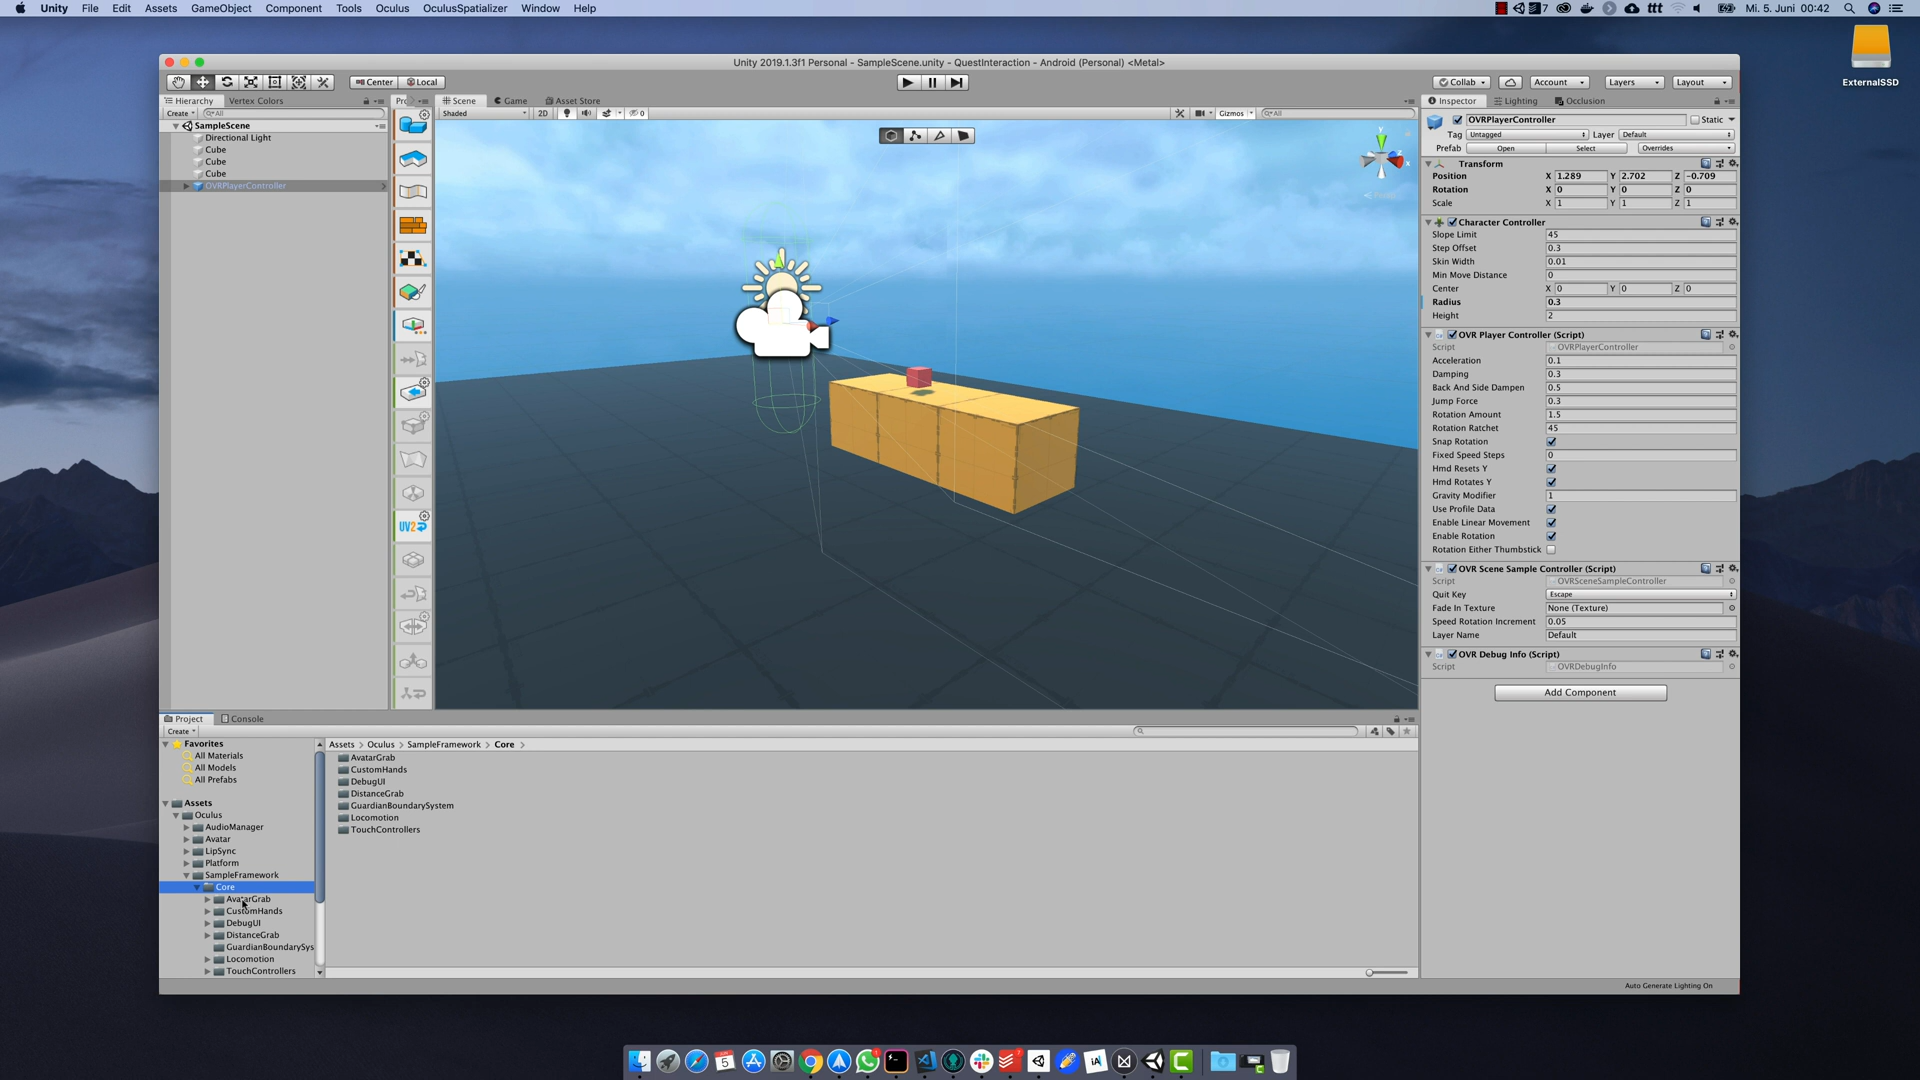 Unity File Edit Assets GameObject Component Tools Oculus OculusSpatializer Window Help
7 Mi. 5. Juni 00:42
ExternalSSD
Unity 2019.1.3f1 Personal - SampleScene.unity - QuestInteraction - Android (Personal) <Metal>
Center Local
Collab Account Layers Layout
Hierarchy Vertex Colors
Create All
SampleScene
Directional Light
Cube
Cube
Cube
OVRPlayerController
Scene Game Asset Store
Shaded 2D 0 Gizmos All
UV2
Inspector Lighting Occlusion
OVRPlayerController Static
Tag Untagged Layer Default
Prefab Open Select Overrides
Transform
Position X 1.289 Y 2.702 Z -0.709
Rotation X 0 Y 0 Z 0
Scale X 1 Y 1 Z 1
Character Controller
Slope Limit 45
Step Offset 0.3
Skin Width 0.01
Min Move Distance 0
Center X 0 Y 0 Z 0
Radius 0.3
Height 2
OVR Player Controller (Script)
Script OVRPlayerController
Acceleration 0.1
Damping 0.3
Back And Side Dampen 0.5
Jump Force 0.3
Rotation Amount 1.5
Rotation Ratchet 45
Snap Rotation
Fixed Speed Steps 0
Hmd Resets Y
Hmd Rotates Y
Gravity Modifier 1
Use Profile Data
Enable Linear Movement
Enable Rotation
Rotation Either Thumbstick
OVR Scene Sample Controller (Script)
Script OVRSceneSampleController
Quit Key Escape
Fade In Texture None (Texture)
Speed Rotation Increment 0.05
Layer Name Default
OVR Debug Info (Script)
Script OVRDebugInfo
Add Component
Project Console
Create
Favorites
All Materials
All Models
All Prefabs
Assets
Oculus
AudioManager
Avatar
LipSync
Platform
SampleFramework
Core
AvatarGrab
CustomHands
DebugUI
DistanceGrab
GuardianBoundarySys
Locomotion
TouchControllers
Assets > Oculus > SampleFramework > Core >
AvatarGrab
CustomHands
DebugUI
DistanceGrab
GuardianBoundarySystem
Locomotion
TouchControllers
Auto Generate Lighting On